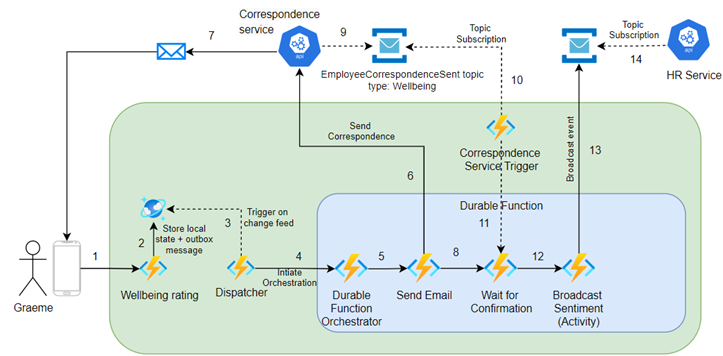 Correspondence
service
7
9
Topic
Subscription
Topic
Subscription
14
HR Service
EmployeeCorrespondenceSent topic
type: Wellbeing
10
Send
Correspondence
Correspondence
Service Trigger
Broadcast event
13
6
Durable Function
11
2
Store local
state + outbox
message
3
Trigger on
change feed
1
4
Intiate
Orchestration
5
8
12
Graeme
Wellbeing rating
Dispatcher
Durable
Function
Orchestrator
Send Email
Wait for
Confirmation
Broadcast
Sentiment
(Activity)